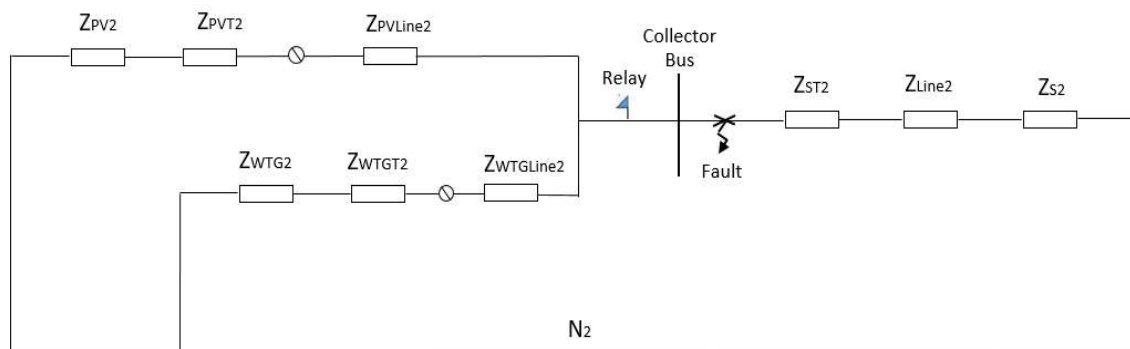 ZPV2
ZPVT2
ZPVLine2
Collector
Bus
Relay
ZST2
ZLine2
ZS2
Fault
ZWTG2
ZWTGT2
ZWTGLine2
N2